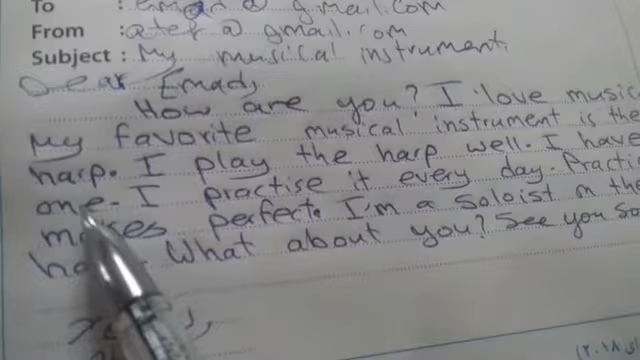 To :
From : atef @ gmail.com
Subject : My musical instrument
Dear Emad,
How are you? I love music
My favorite musical instrument is the
harp. I play the harp well. I have
one. I practise it every day. Practi
perfect. I'm a soloist on the
What about you? See you so